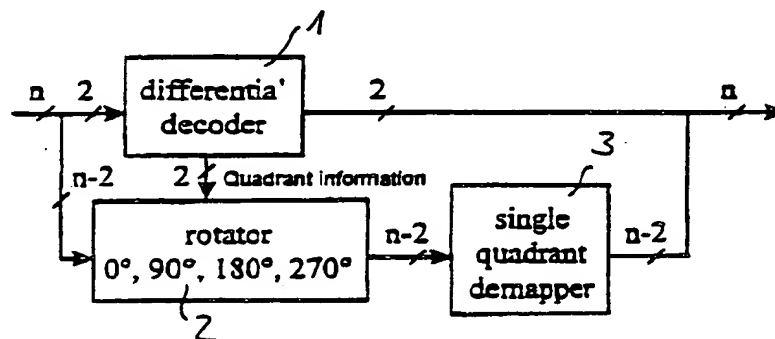 1
n 2 differentia' 2 n
decoder
n-2 2 Quadrant information 3
rotator n-2 single n-2
0°, 90°, 180°, 270° quadrant
demapper
2